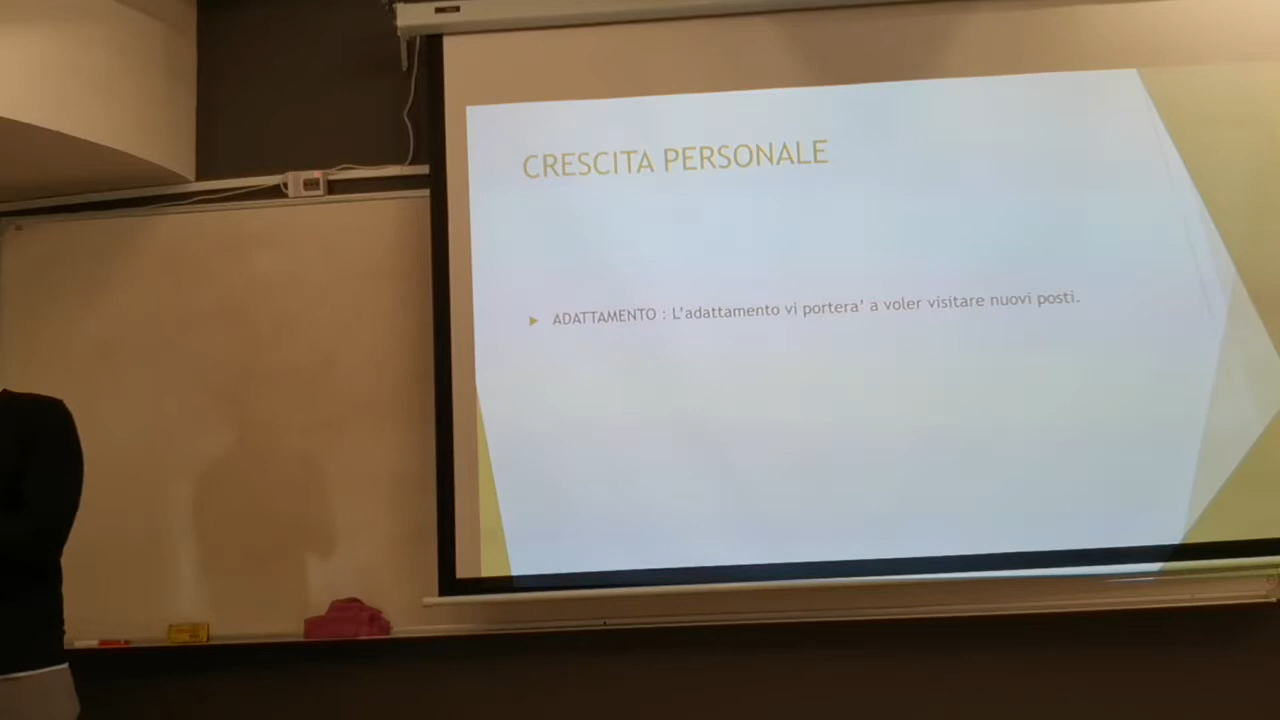 CRESCITA PERSONALE
ADATTAMENTO : L'adattamento vi portera' a voler visitare nuovi posti.